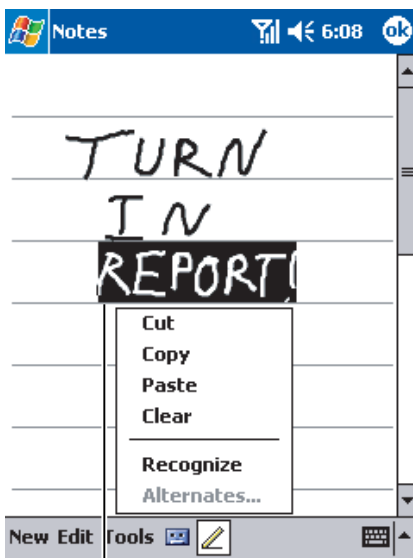 Notes 6:08 ok
TURN
IN
REPORT!
Cut
Copy
Paste
Clear
Recognize
Alternates...
New Edit Tools